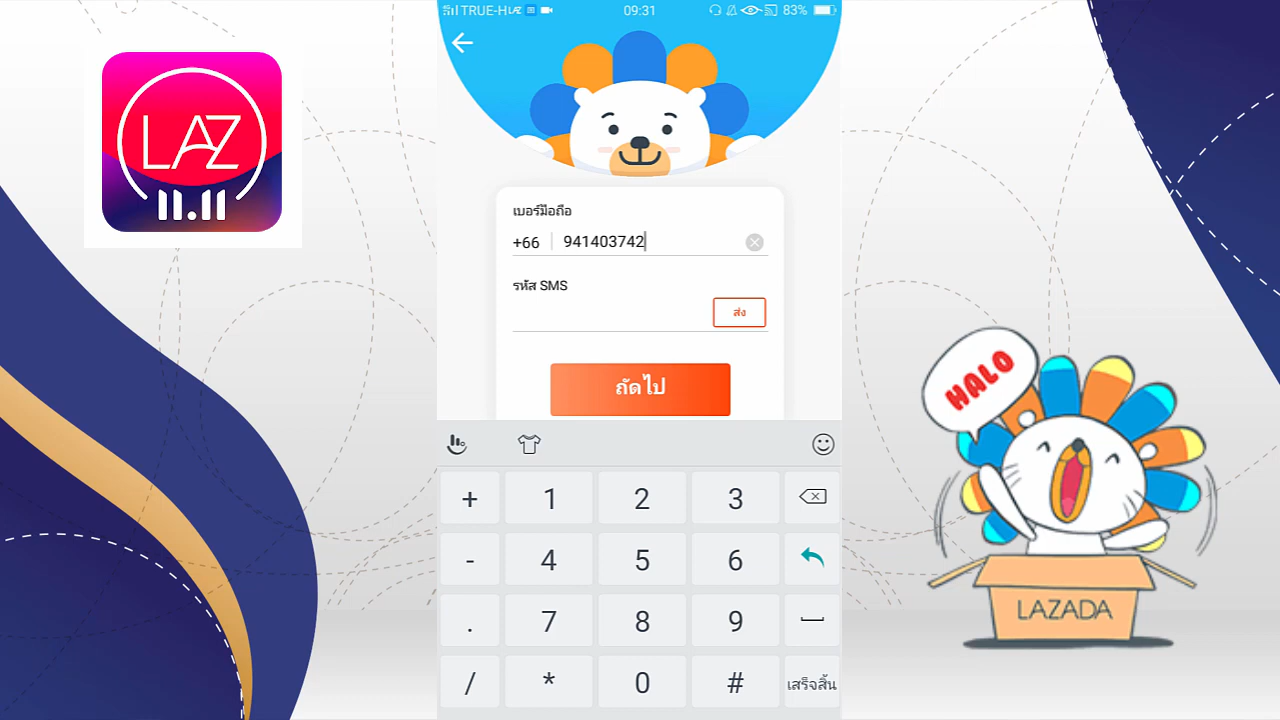 LAZ
11.11
TRUE-H
09:31
83%
เบอร์มือถือ
+66 941403742
รหัส SMS
ส่ง
ถัดไป
+ 1 2 3
- 4 5 6
. 7 8 9
/ * 0 # เสร็จสิ้น
HALO
LAZADA